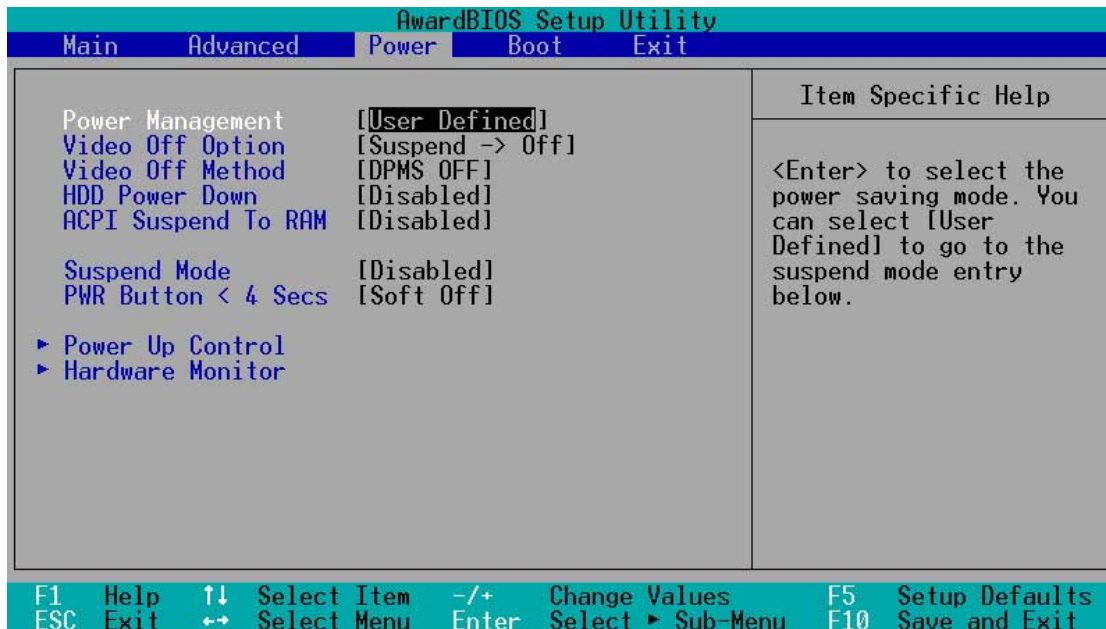 AwardBIOS Setup Utility
Main Advanced Power Boot Exit
Power Management [User Defined]
Video Off Option [Suspend -> Off]
Video Off Method [DPMS OFF]
HDD Power Down [Disabled]
ACPI Suspend To RAM [Disabled]
Suspend Mode [Disabled]
PWR Button < 4 Secs [Soft Off]
▸ Power Up Control
▸ Hardware Monitor
Item Specific Help
<Enter> to select the
power saving mode. You
can select [User
Defined] to go to the
suspend mode entry
below.
F1 Help ↑↓ Select Item -/+ Change Values F5 Setup Defaults
ESC Exit ←→ Select Menu Enter Select ▸ Sub-Menu F10 Save and Exit